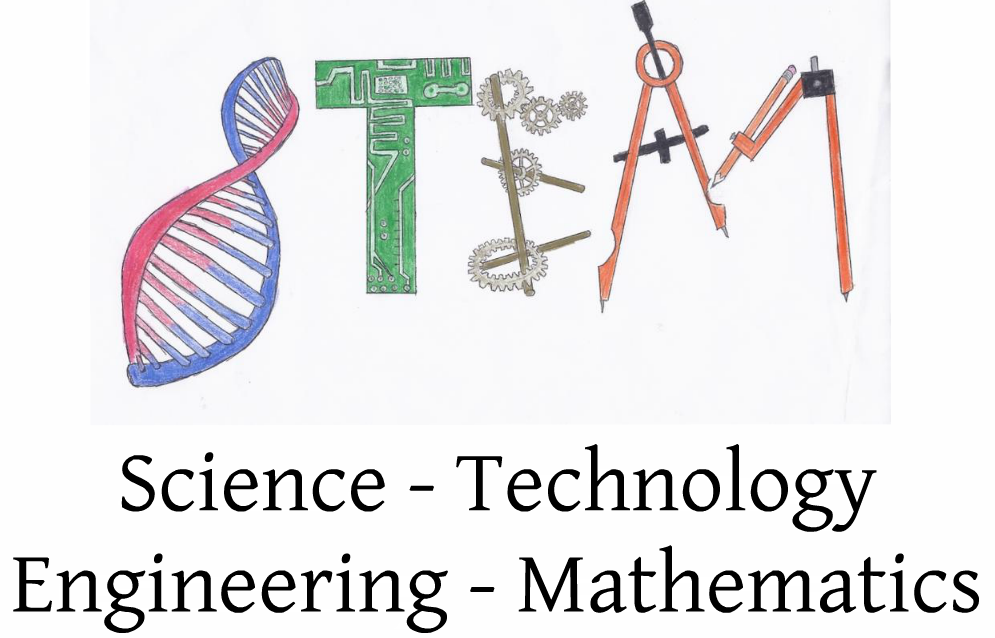 STEM
Science - Technology
Engineering - Mathematics